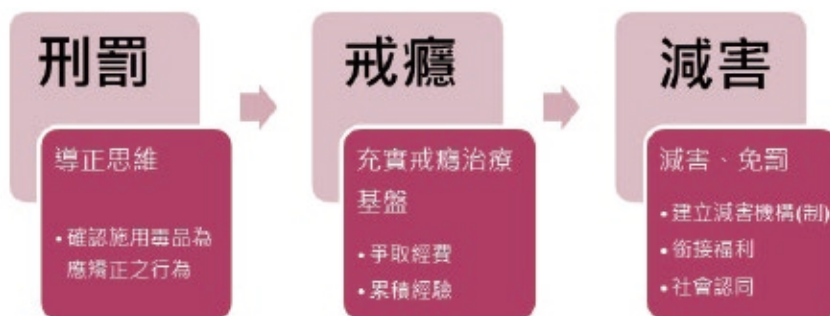 刑罰
導正思維
•確認施用毒品為
應矯正之行為
戒癮
充實戒癮治療
基盤
•爭取經費
•累積經驗
減害
減害、免罰
•建立減害機構(制)
•銜接福利
•社會認同